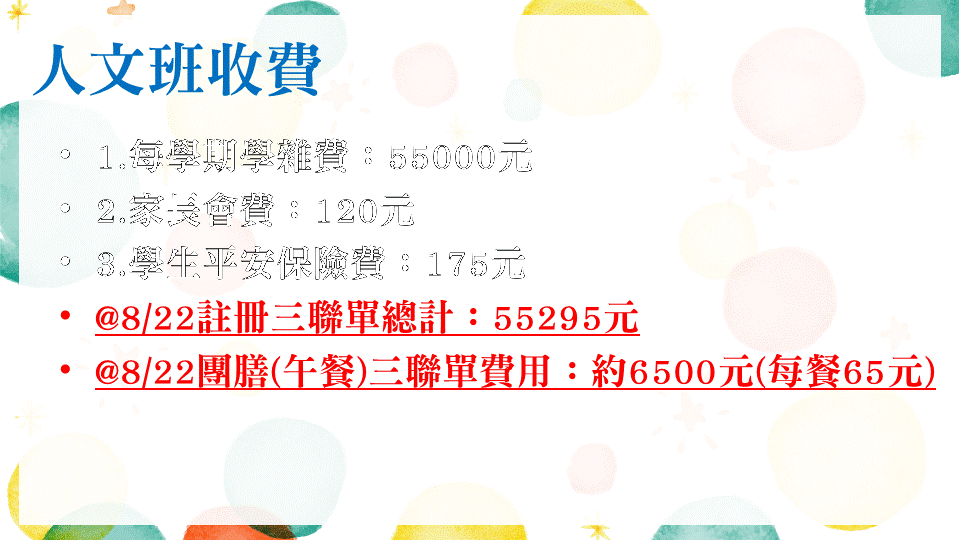 人文班收費
• 1.每學期學雜費：55000元
• 2.家長會費：120元
• 3.學生平安保險費：175元
• @8/22註冊三聯單總計：55295元
• @8/22團膳(午餐)三聯單費用：約6500元(每餐65元)